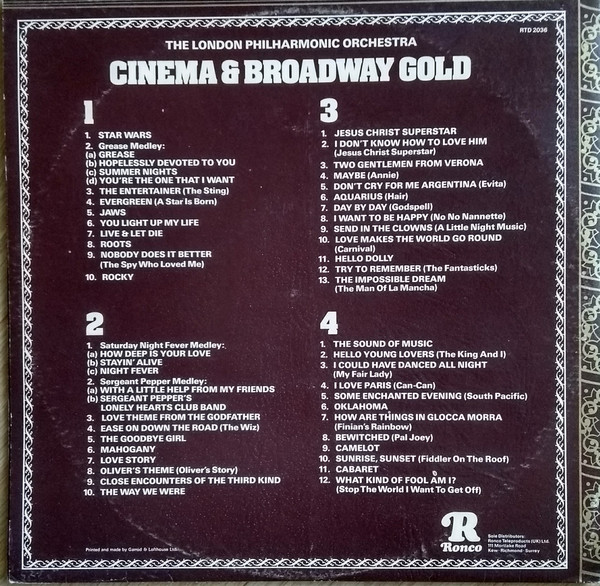 RTD 2036
THE LONDON PHILHARMONIC ORCHESTRA
CINEMA & BROADWAY GOLD
1
1. STAR WARS
2. Grease Medley:
(a) GREASE
(b) HOPELESSLY DEVOTED TO YOU
(c) SUMMER NIGHTS
(d) YOU'RE THE ONE THAT I WANT
3. THE ENTERTAINER (The Sting)
4. EVERGREEN (A Star Is Born)
5. JAWS
6. YOU LIGHT UP MY LIFE
7. LIVE & LET DIE
8. ROOTS
9. NOBODY DOES IT BETTER
(The Spy Who Loved Me)
10. ROCKY
2
1. Saturday Night Fever Medley:
(a) HOW DEEP IS YOUR LOVE
(b) STAYIN' ALIVE
(c) NIGHT FEVER
2. Sergeant Pepper Medley:
(a) WITH A LITTLE HELP FROM MY FRIENDS
(b) SERGEANT PEPPER'S
LONELY HEARTS CLUB BAND
3. LOVE THEME FROM THE GODFATHER
4. EASE ON DOWN THE ROAD (The Wiz)
5. THE GOODBYE GIRL
6. MAHOGANY
7. LOVE STORY
8. OLIVER'S THEME (Oliver's Story)
9. CLOSE ENCOUNTERS OF THE THIRD KIND
10. THE WAY WE WERE
3
1. JESUS CHRIST SUPERSTAR
2. I DON'T KNOW HOW TO LOVE HIM
(Jesus Christ Superstar)
3. TWO GENTLEMEN FROM VERONA
4. MAYBE (Annie)
5. DON'T CRY FOR ME ARGENTINA (Evita)
6. AQUARIUS (Hair)
7. DAY BY DAY (Godspell)
8. I WANT TO BE HAPPY (No No Nannette)
9. SEND IN THE CLOWNS (A Little Night Music)
10. LOVE MAKES THE WORLD GO ROUND
(Carnival)
11. HELLO DOLLY
12. TRY TO REMEMBER (The Fantasticks)
13. THE IMPOSSIBLE DREAM
(The Man Of La Mancha)
4
1. THE SOUND OF MUSIC
2. HELLO YOUNG LOVERS (The King And I)
3. I COULD HAVE DANCED ALL NIGHT
(My Fair Lady)
4. I LOVE PARIS (Can-Can)
5. SOME ENCHANTED EVENING (South Pacific)
6. OKLAHOMA
7. HOW ARE THINGS IN GLOCCA MORRA
(Finian's Rainbow)
8. BEWITCHED (Pal Joey)
9. CAMELOT
10. SUNRISE, SUNSET (Fiddler On The Roof)
11. CABARET
12. WHAT KIND OF FOOL AM I?
(Stop The World I Want To Get Off)
Printed and made by Garrod & Lofthouse Ltd.
R
Ronco
Sole Distributors:
Ronco Teleproducts (UK) Ltd.
111 Mortlake Road
Kew · Richmond · Surrey